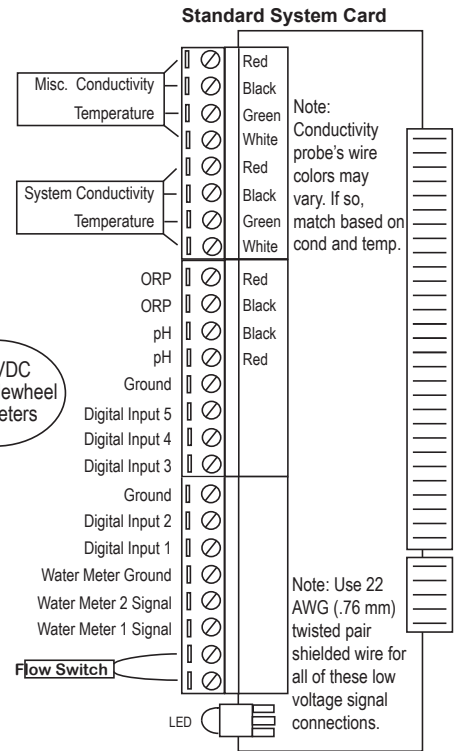 Standard System Card
Misc. Conductivity
Temperature
System Conductivity
Temperature
Red
Black
Green
White
Red
Black
Green
White
Note:
Conductivity
probe's wire
colors may
vary. If so,
match based on
cond and temp.
ORP Red
ORP Black
pH Black
pH Red
Ground
Digital Input 5
Digital Input 4
Digital Input 3
Ground
Digital Input 2
Digital Input 1
Water Meter Ground
Water Meter 2 Signal
Water Meter 1 Signal
Flow Switch
LED
/DC
ewheel
eters
Note: Use 22
AWG (.76 mm)
twisted pair
shielded wire for
all of these low
voltage signal
connections.